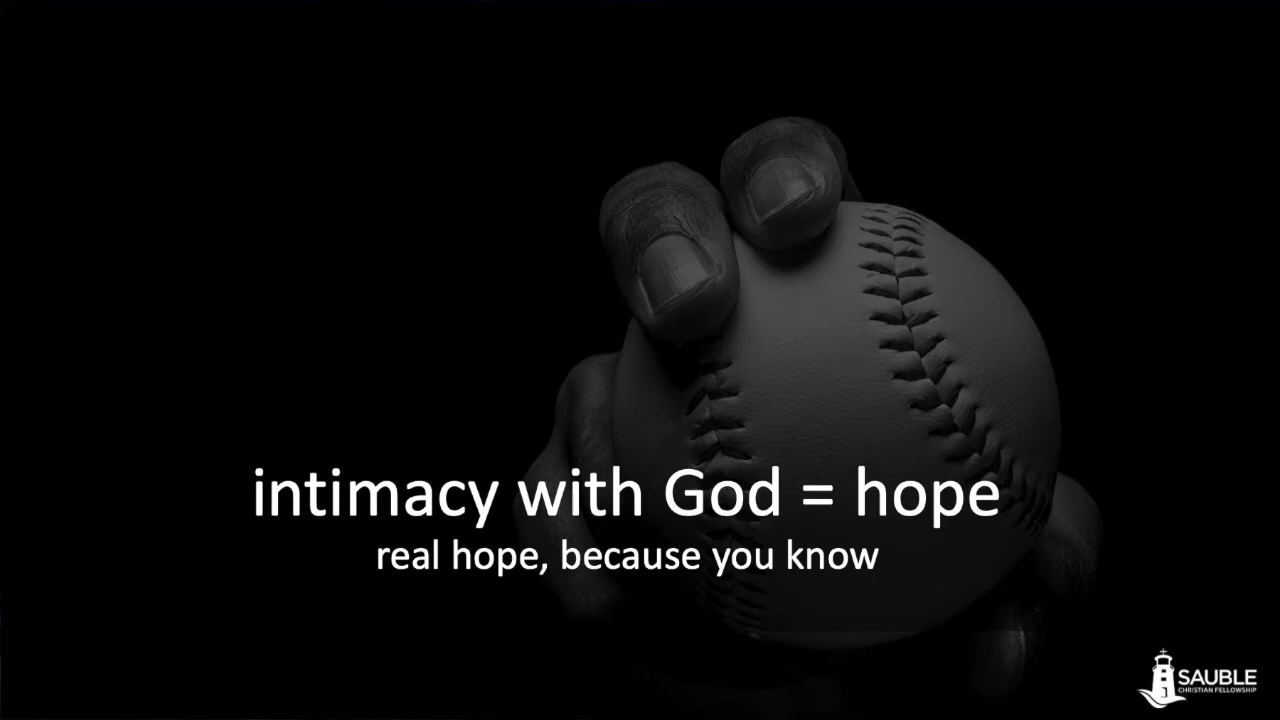 intimacy with God = hope
real hope, because you know
SAUBLE
CHRISTIAN FELLOWSHIP